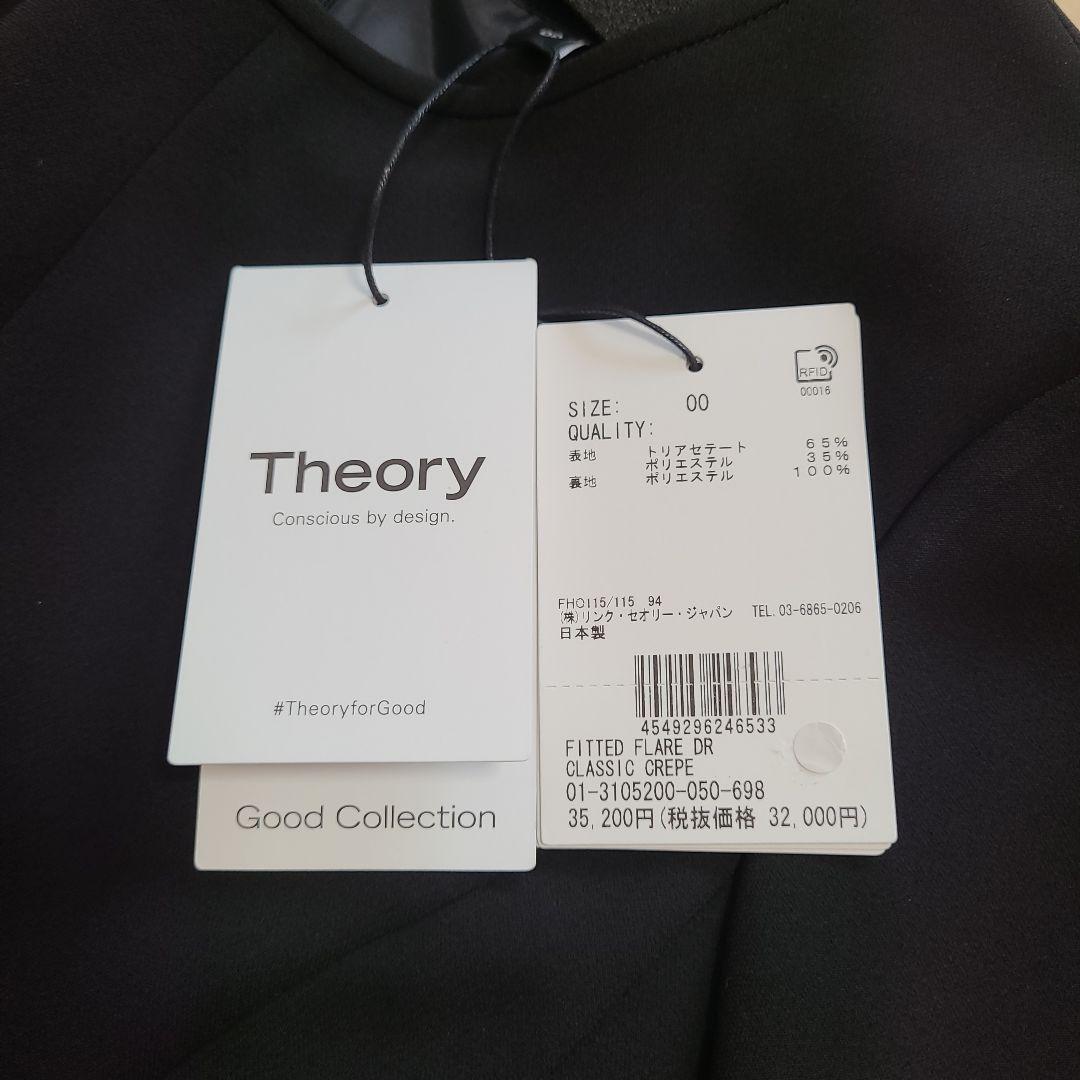 Theory
Conscious by design.
#TheoryforGood
Good Collection
RFID
00016
SIZE: 00
QUALITY:
表地 トリアセテート 65%
ポリエステル 35%
裏地 ポリエステル 100%
FHQ115/115 94
(株)リンク・セオリー・ジャパン TEL.03-6865-0206
日本製
4549296246533
FITTED FLARE DR
CLASSIC CREPE
01-3105200-050-698
35,200円(税抜価格 32,000円)